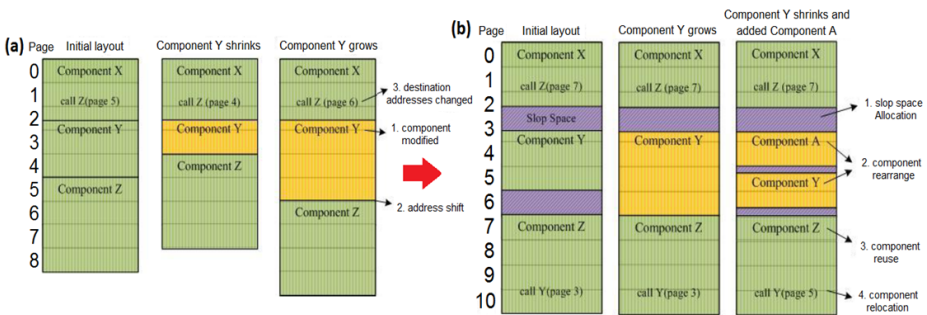 (a)
Page
Initial layout
Component Y shrinks
Component Y grows
0
1
2
3
4
5
6
7
8
Component X
call Z(page 5)
Component Y
Component Z
Component X
call Z (page 4)
Component Y
Component Z
Component X
call Z (page 6)
Component Y
Component Z
3. destination
addresses changed
1. component
modified
2. address shift
(b)
Page
Initial layout
Component Y grows
Component Y shrinks and
added Component A
0
1
2
3
4
5
6
7
8
9
10
Component X
call Z(page 7)
Slop Space
Component Y
Component Z
call Y(page 3)
Component X
call Z(page 7)
Component Y
Component Z
call Y(page 3)
Component X
call Z(page 7)
Component A
Component Y
Component Z
call Y(page 5)
1. slop space
Allocation
2. component
rearrange
3. component
reuse
4. component
relocation